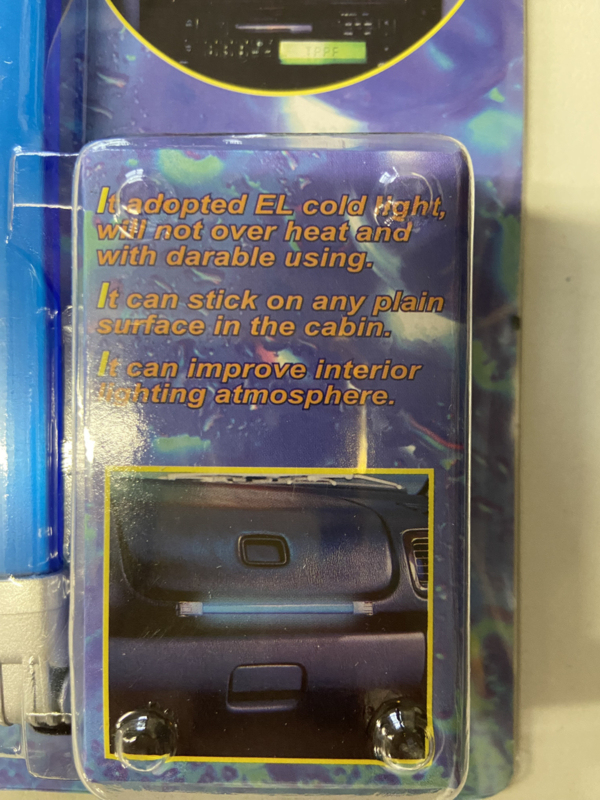 It adopted EL cold light,
will not over heat and
with darable using.
It can stick on any plain
surface in the cabin.
It can improve interior
lighting atmosphere.